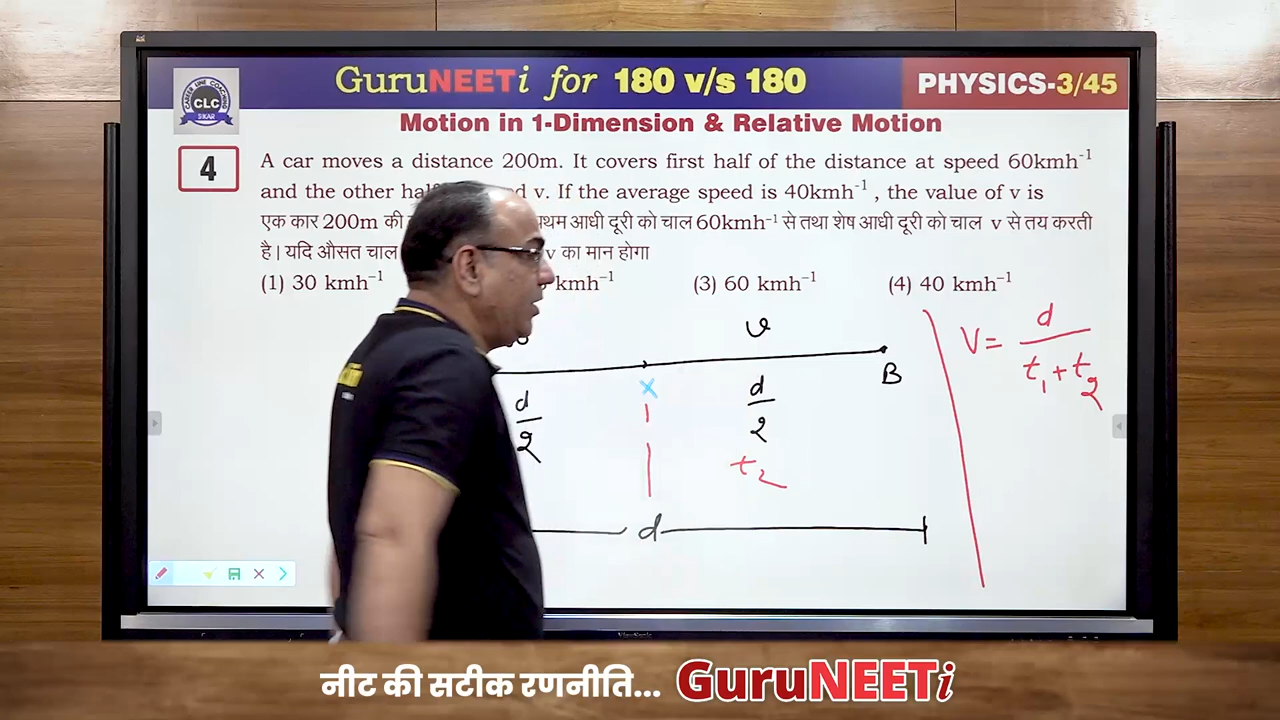 GuruNEETi for 180 v/s 180
PHYSICS-3/45
CAREER LINE COACHING
CLC
SIKAR
Motion in 1-Dimension & Relative Motion
4
A car moves a distance 200m. It covers first half of the distance at speed 60kmh⁻¹
and the other v. If the average speed is 40kmh⁻¹ , the value of v is
एक कार 200m की आधी दूरी को चाल 60kmh⁻¹ से तथा शेष आधी दूरी को चाल v से तय करती
है। यदि औसत चाल v का मान होगा
(1) 30 kmh⁻¹ kmh⁻¹ (3) 60 kmh⁻¹ (4) 40 kmh⁻¹
v
V = d / t₁+t₂
B
d/2 x d/2
t₂
d
नीट की सटीक रणनीति... GuruNEETi